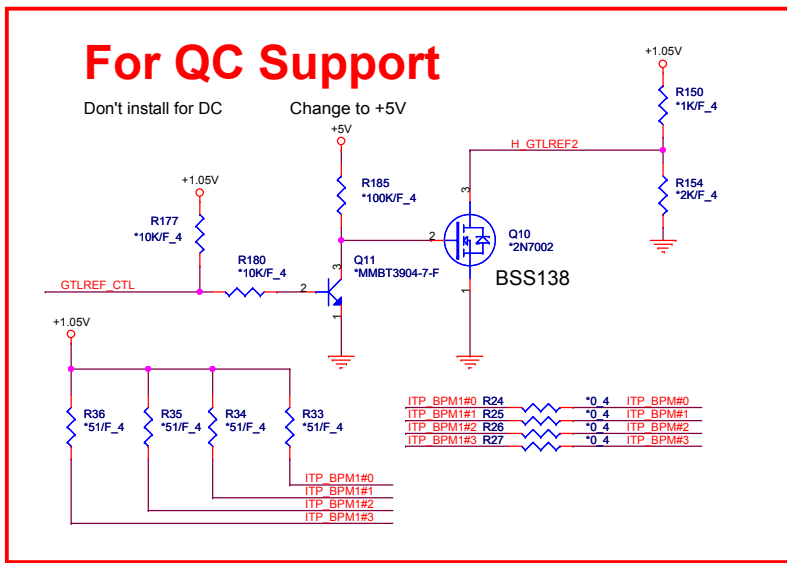 For QC Support
Don't install for DC
Change to +5V
+5V
+1.05V
R150
*1K/F_4
H_GTLREF2
R154
*2K/F_4
+1.05V
R177
*10K/F_4
R185
*100K/F_4
3
2
Q10
*2N7002
1
BSS138
R180
*10K/F_4
GTLREF_CTL
2
3
Q11
*MMBT3904-7-F
1
+1.05V
R36
*51/F_4
R35
*51/F_4
R34
*51/F_4
R33
*51/F_4
ITP_BPM1#0
ITP_BPM1#1
ITP_BPM1#2
ITP_BPM1#3
ITP_BPM1#0 R24 *0_4 ITP_BPM#0
ITP_BPM1#1 R25 *0_4 ITP_BPM#1
ITP_BPM1#2 R26 *0_4 ITP_BPM#2
ITP_BPM1#3 R27 *0_4 ITP_BPM#3